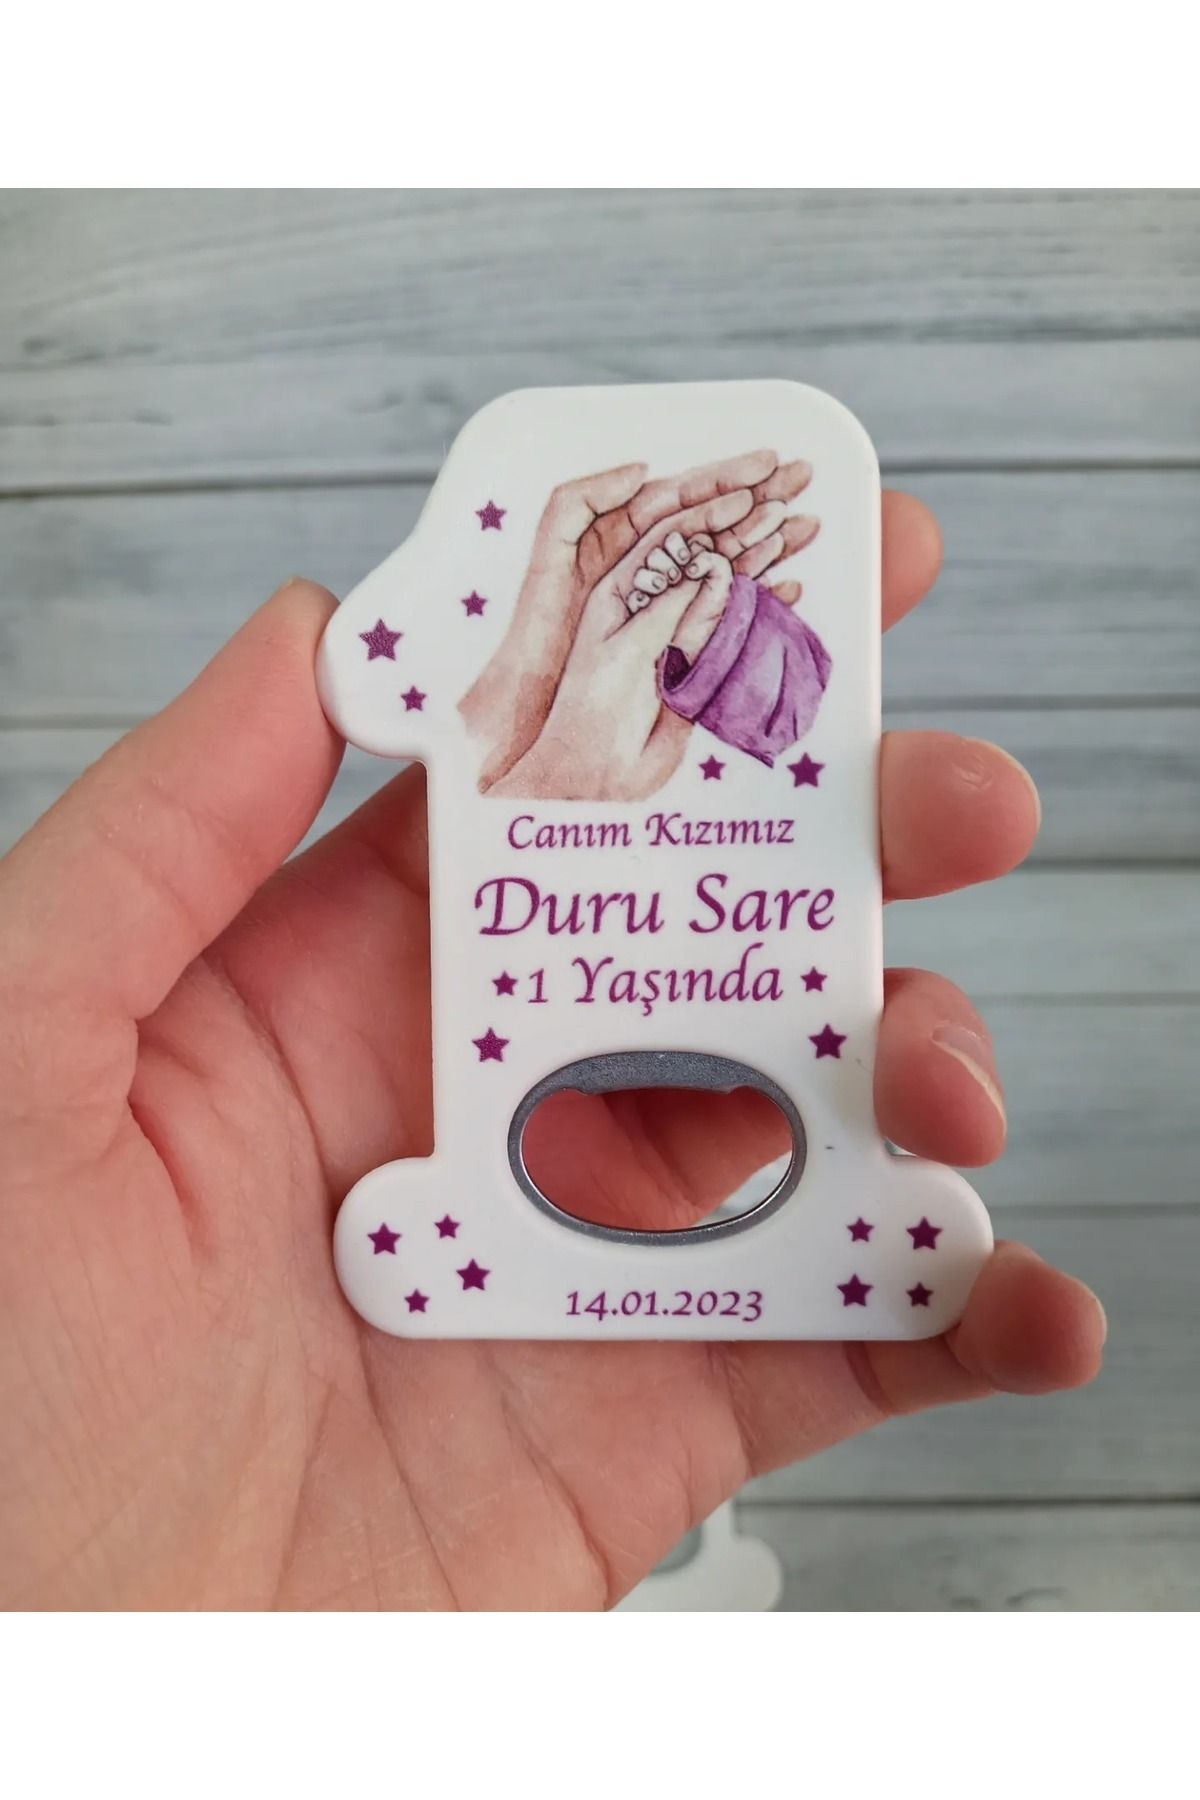 Canım Kızımız
Duru Sare
1 Yaşında
14.01.2023